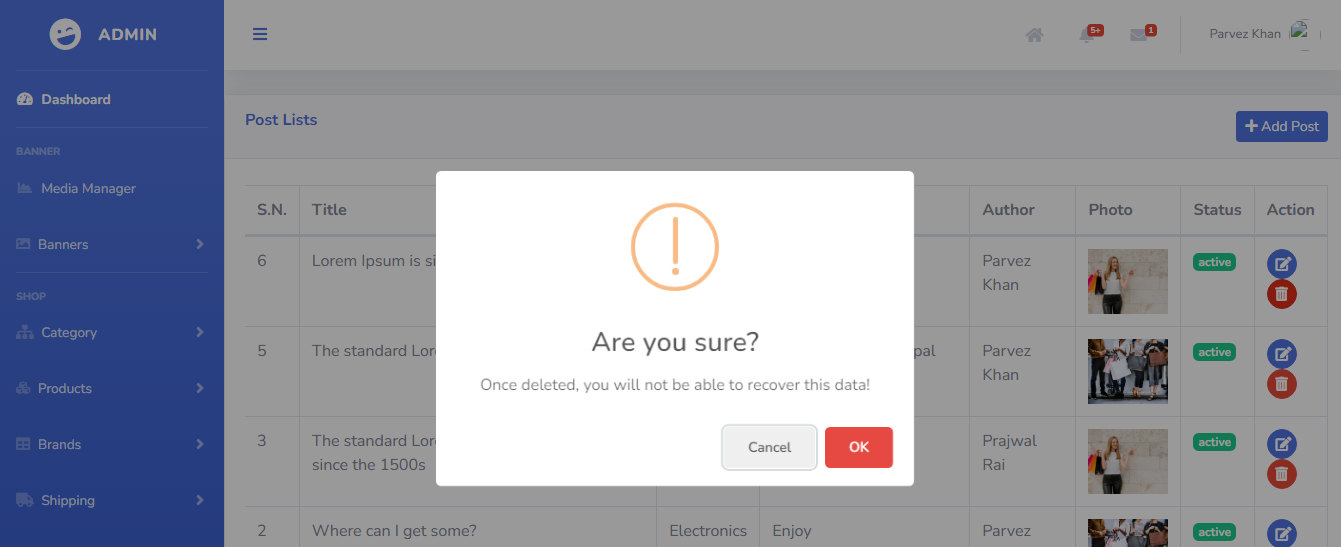 ADMIN
5+
1
Parvez Khan
Dashboard
Post Lists
Add Post
BANNER
Media Manager
Banners
SHOP
Category
Products
Brands
Shipping
S.N. Title Author Photo Status Action
6 Lorem Ipsum is si Parvez active
Khan
5 The standard Lor pal Parvez active
Khan
3 The standard Lor Prajwal active
since the 1500s Rai
2 Where can I get some? Electronics Enjoy Parvez active
Are you sure?
Once deleted, you will not be able to recover this data!
Cancel OK